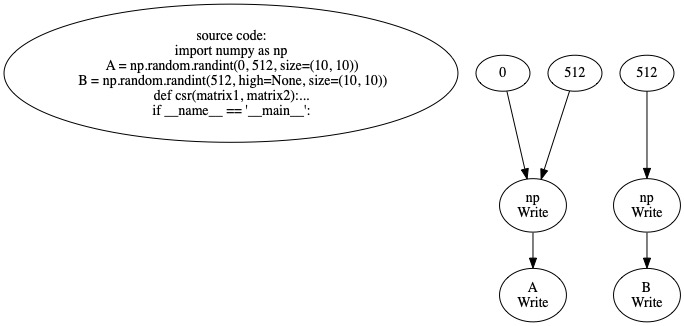 source code:
import numpy as np
A = np.random.randint(0, 512, size=(10, 10))
B = np.random.randint(512, high=None, size=(10, 10))
def csr(matrix1, matrix2):...
if __name__ == '__main__':
0
512
512
np
Write
np
Write
A
Write
B
Write